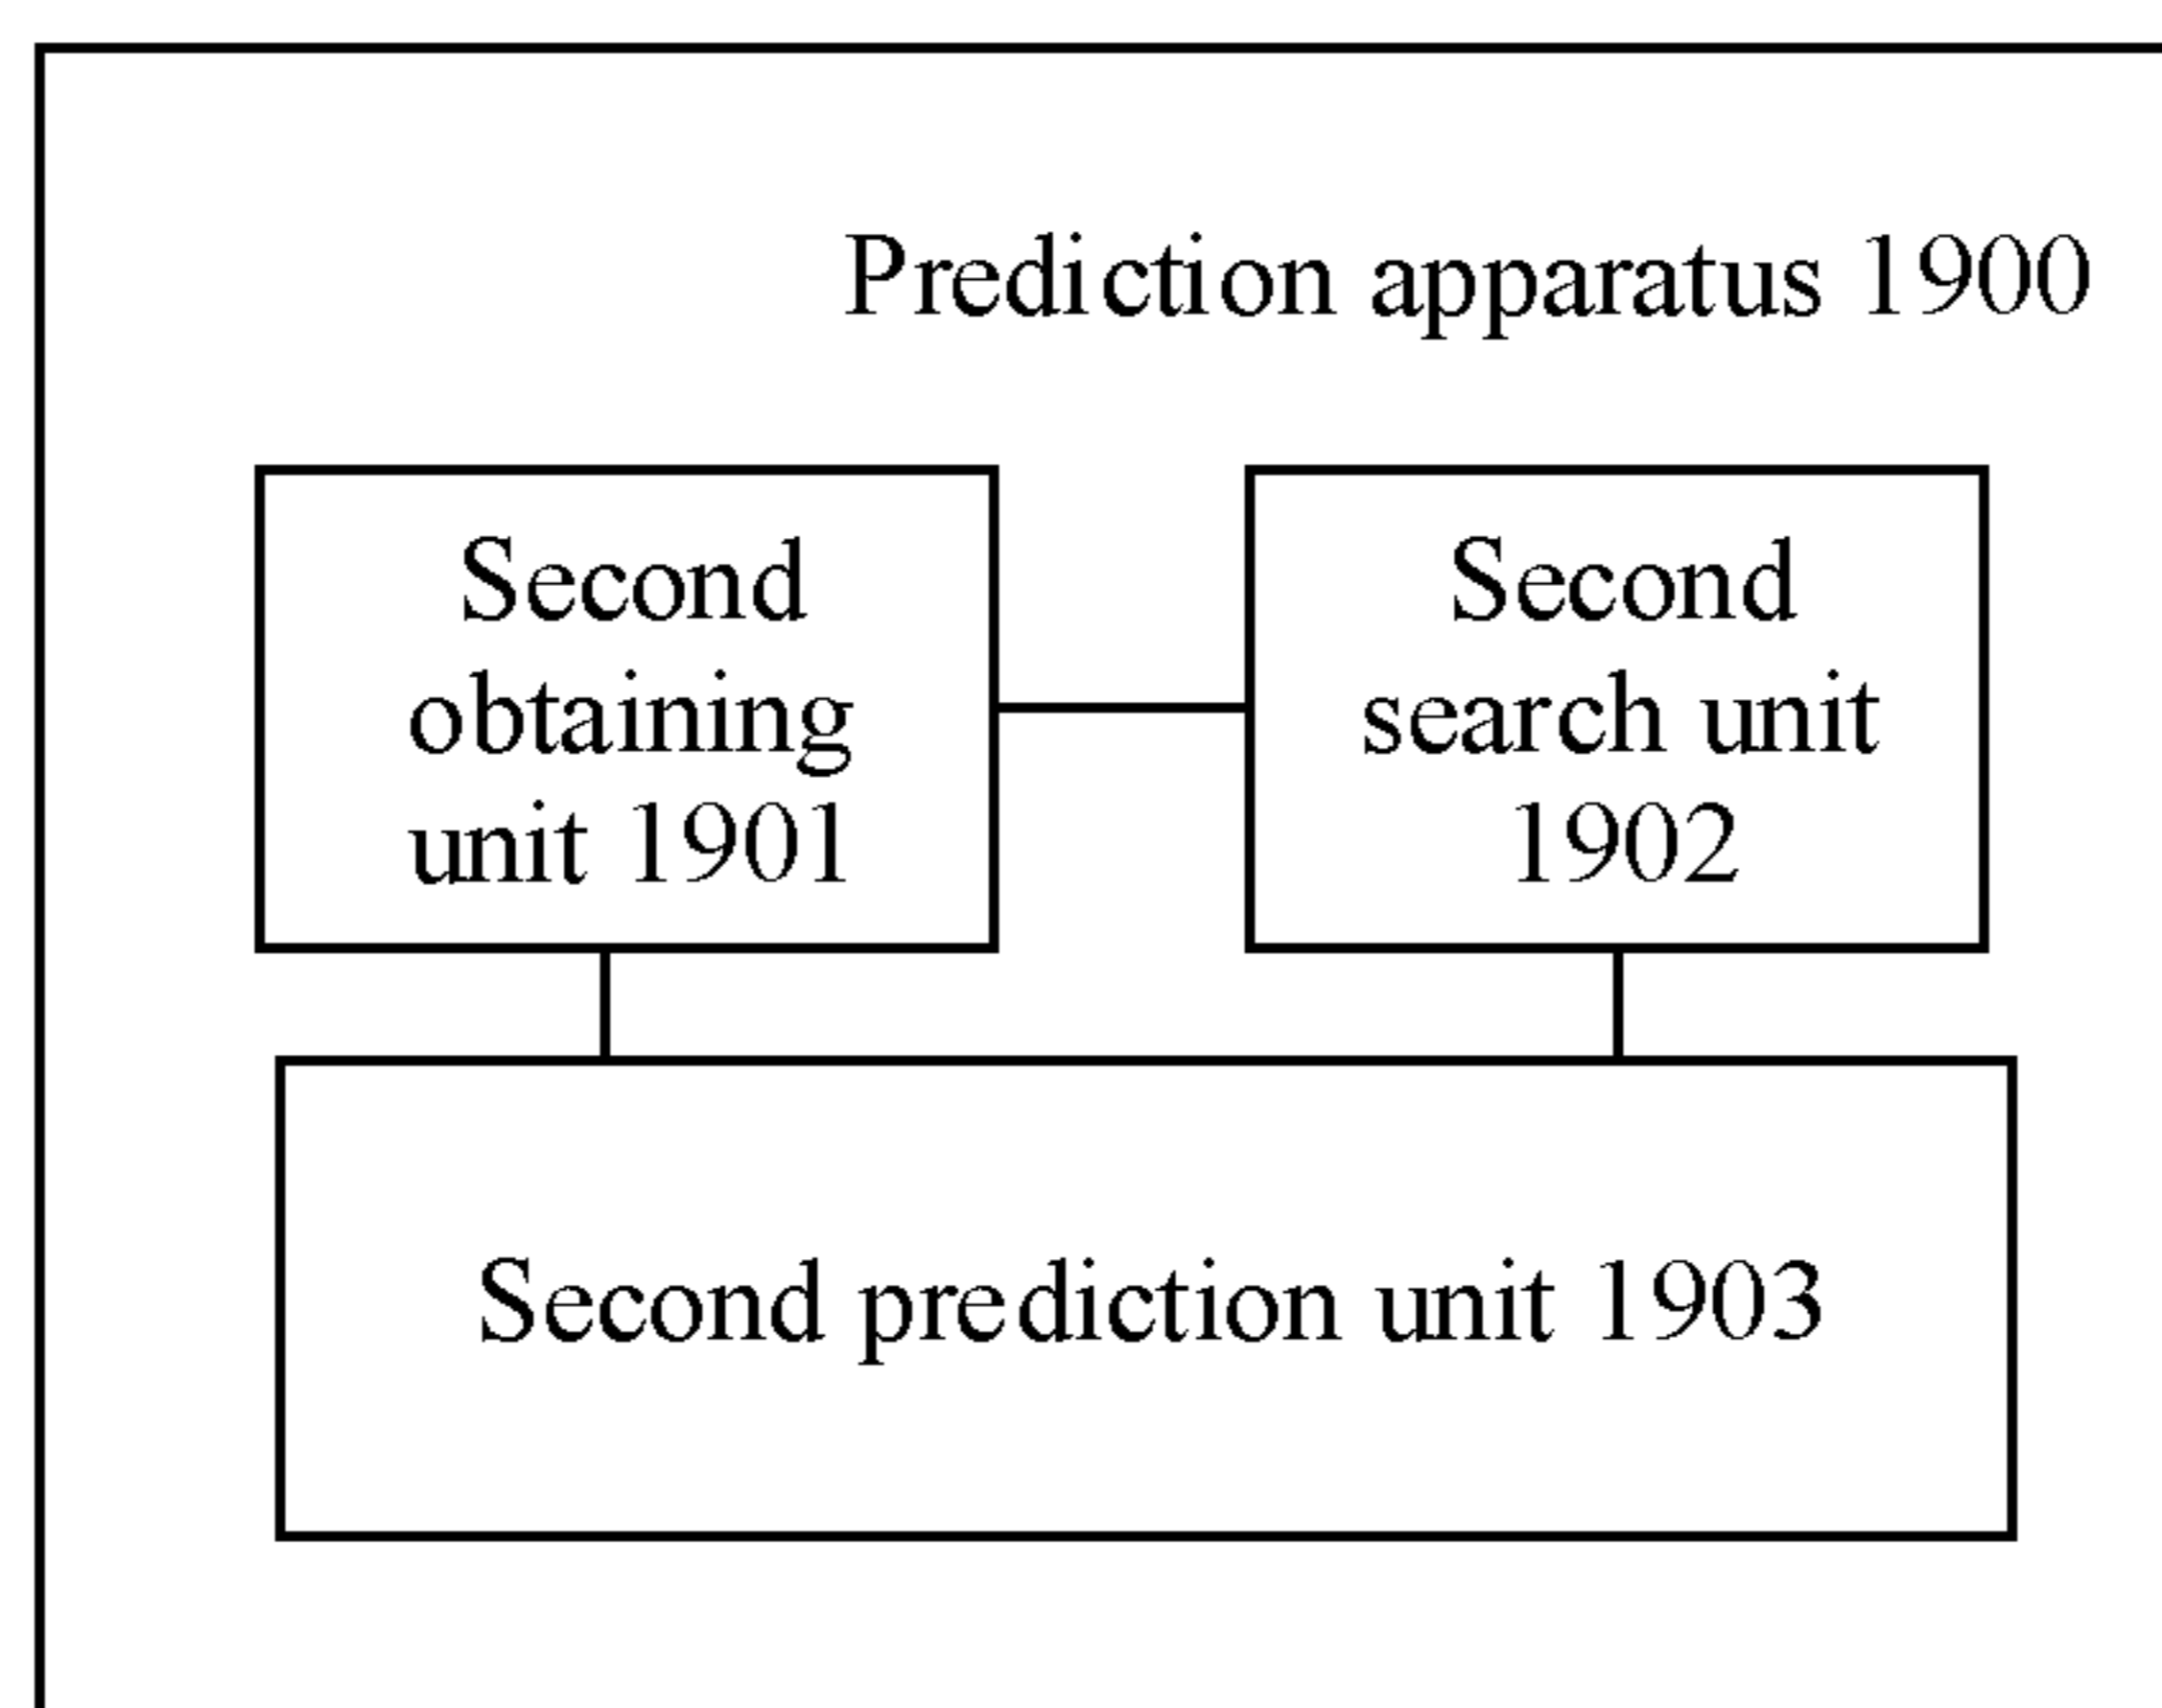 Prediction apparatus 1900
Second
obtaining
unit 1901
Second
search unit
1902
Second prediction unit 1903